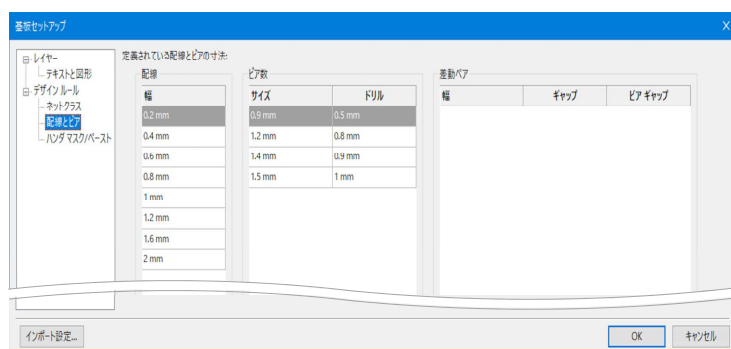 基板セットアップ
X
レイヤー
テキストと図形
デザイン ルール
ネットクラス
配線とビア
ハンダ マスク/ペースト
定義されている配線とビアの寸法:
配線
幅
0.2 mm
0.4 mm
0.6 mm
0.8 mm
1 mm
1.2 mm
1.6 mm
2 mm
ビア数
サイズ ドリル
0.9 mm 0.5 mm
1.2 mm 0.8 mm
1.4 mm 0.9 mm
1.5 mm 1 mm
差動ペア
幅 ギャップ ビア ギャップ
インポート設定...
OK キャンセル